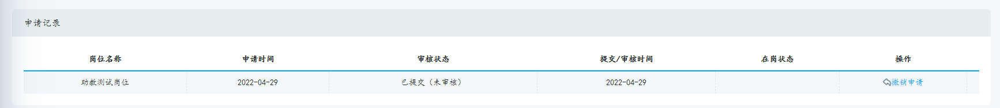 申请记录
岗位名称 申请时间 审核状态 提交/审核时间 在岗状态 操作
助教测试岗位 2022-04-29 已提交（未审核） 2022-04-29 撤销申请